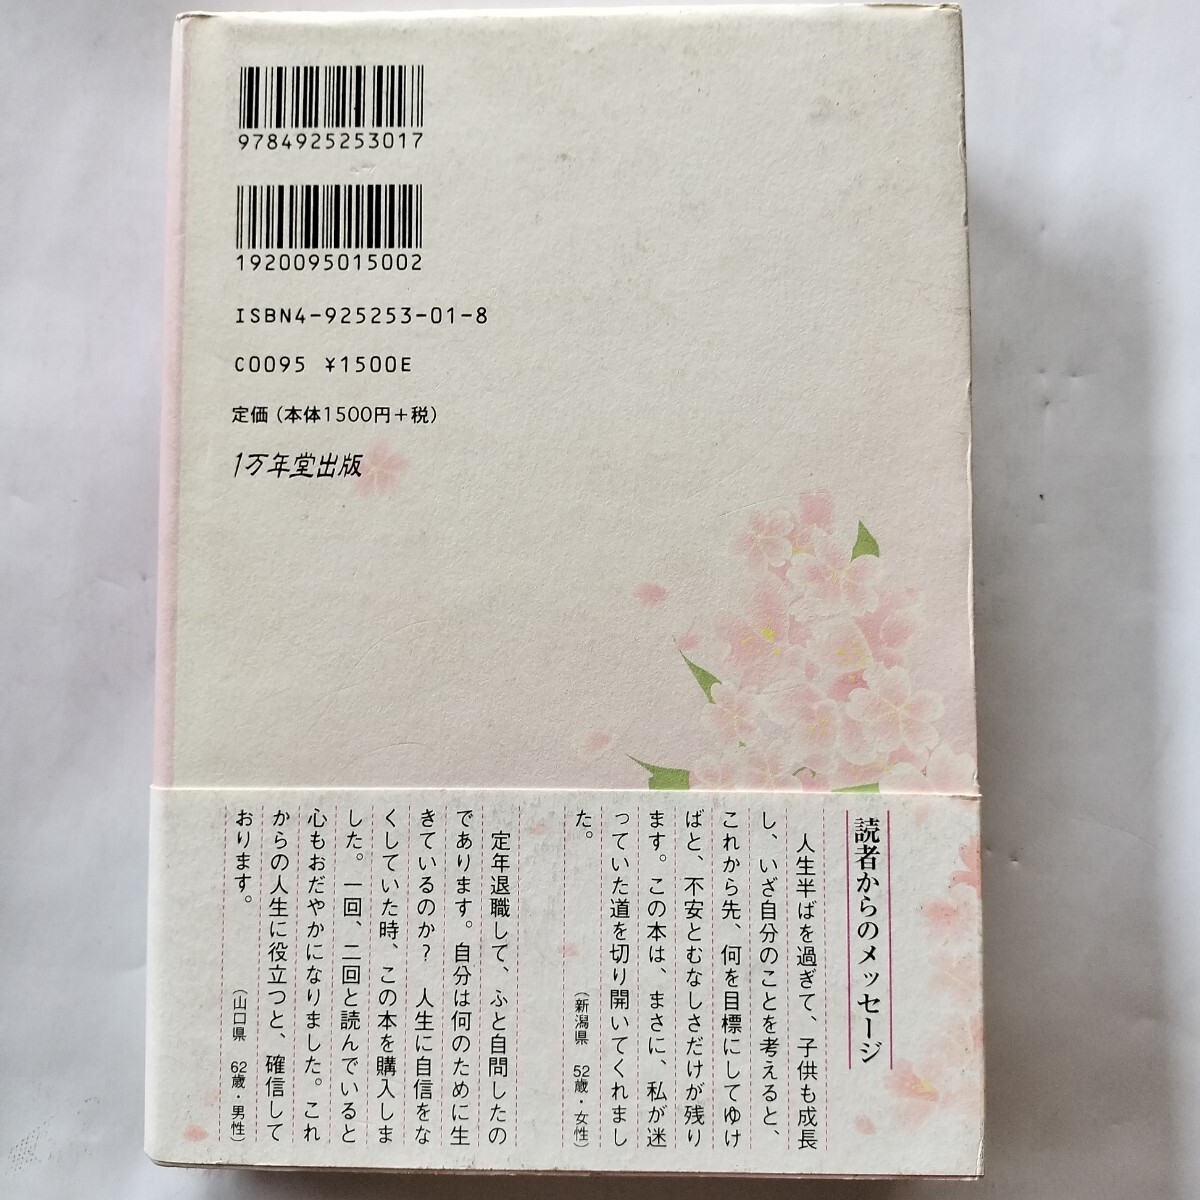 9784925253017
1920095015002
ISBN4-925253-01-8
C0095 ¥1500E
定価(本体1500円+税)
1万年堂出版
読者からのメッセージ
人生半ばを過ぎて、子供も成長
し、いざ自分のことを考えると、
これから先、何を目標にしてゆけ
ばと、不安とむなしさだけが残り
ます。この本は、まさに、私が迷
っていた道を切り開いてくれまし
た。
(新潟県 52歳・女性)
定年退職して、ふと自問したの
であります。自分は何のために生
きているのか? 人生に自信をな
くしていた時、この本を購入しま
した。一回、二回と読んでいると
心もおだやかになりました。これ
からの人生に役立つと、確信して
おります。
(山口県 62歳・男性)